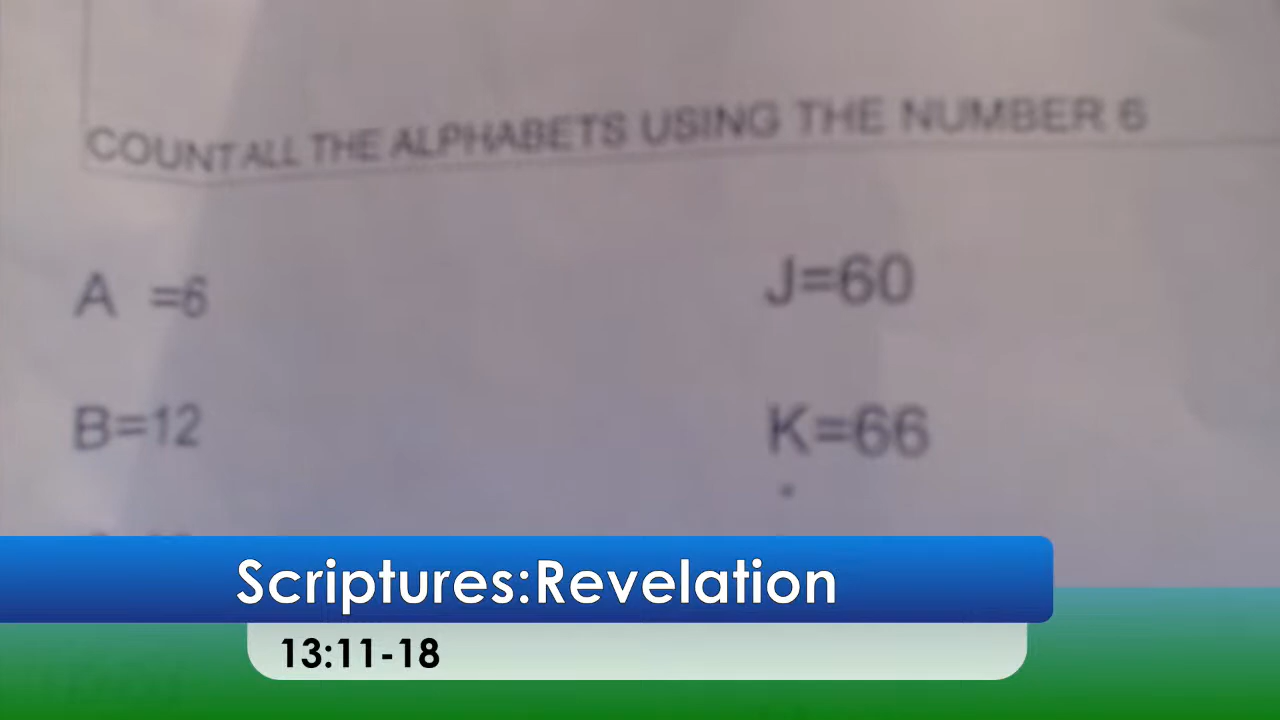 COUNT ALL THE ALPHABETS USING THE NUMBER 6
A =6
J=60
B=12
K=66
Scriptures:Revelation
13:11-18